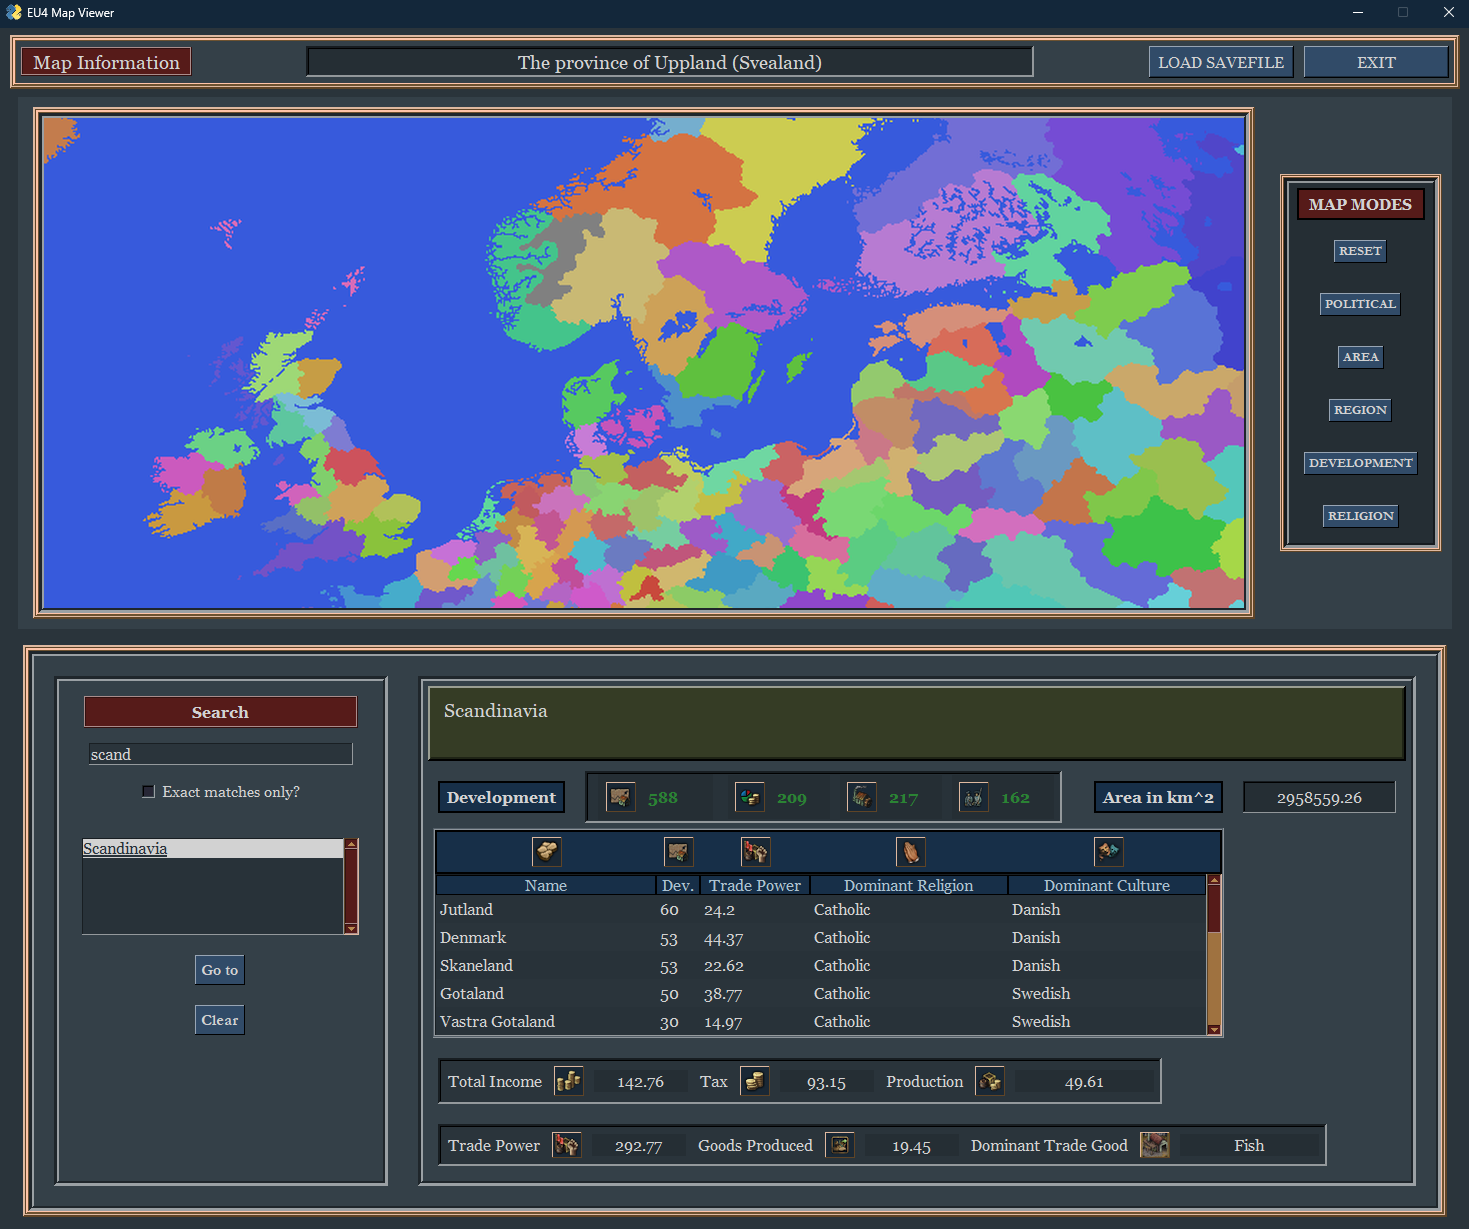 EU4 Map Viewer
Map Information
The province of Uppland (Svealand)
LOAD SAVEFILE
EXIT
MAP MODES
RESET
POLITICAL
AREA
REGION
DEVELOPMENT
RELIGION
Search
scand
Exact matches only?
Scandinavia
Go to
Clear
Scandinavia
Development 588 209 217 162 Area in km^2 2958559.26
Name Dev. Trade Power Dominant Religion Dominant Culture
Jutland 60 24.2 Catholic Danish
Denmark 53 44.37 Catholic Danish
Skaneland 53 22.62 Catholic Danish
Gotaland 50 38.77 Catholic Swedish
Vastra Gotaland 30 14.97 Catholic Swedish
Total Income 142.76 Tax 93.15 Production 49.61
Trade Power 292.77 Goods Produced 19.45 Dominant Trade Good Fish